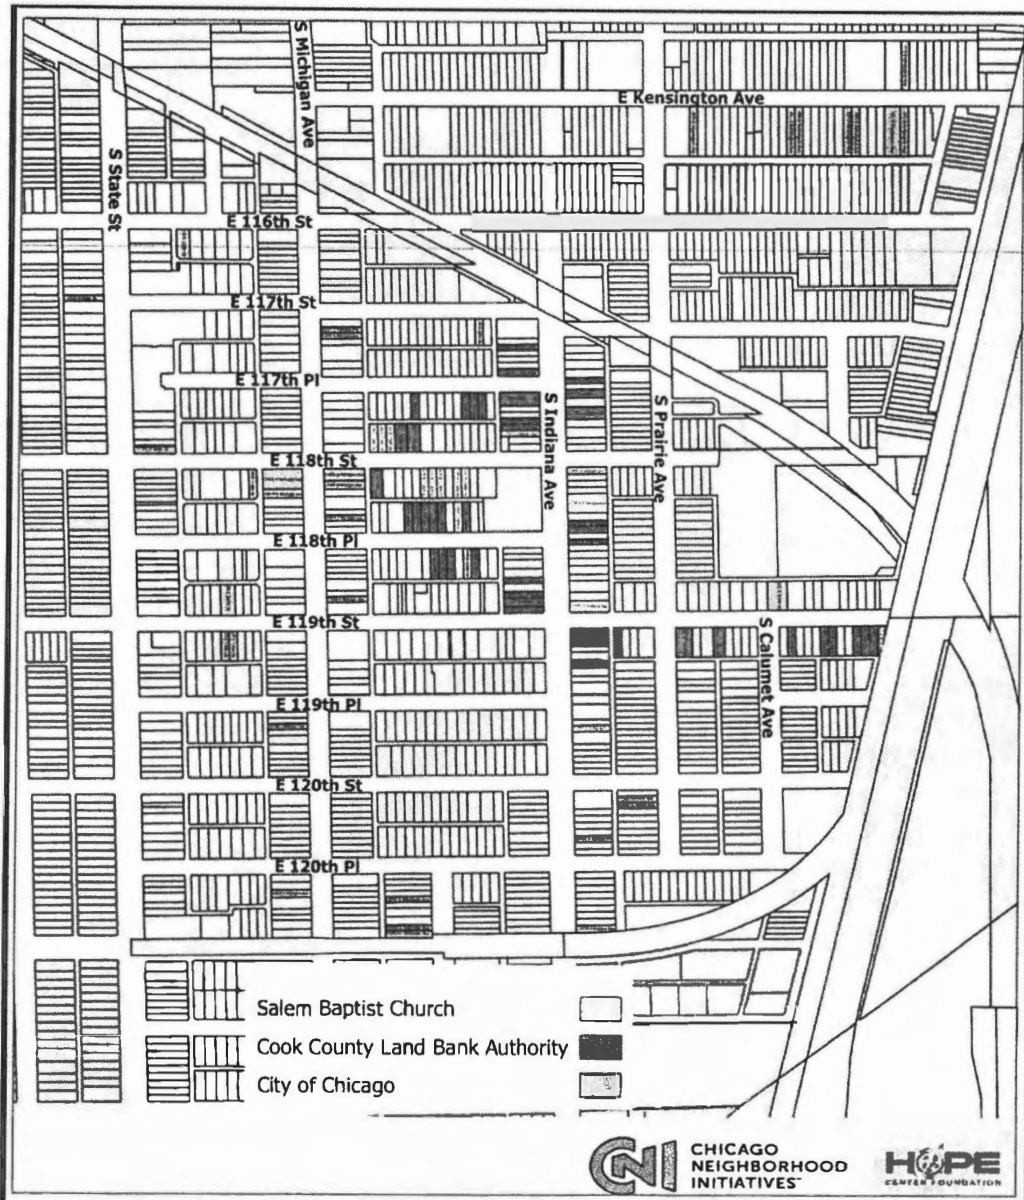 S Michigan Ave
E Kensington Ave
S State St
E 116th St
E 117th St
E 117th Pl
S Indiana Ave
S Prairie Ave
E 118th St
E 118th Pl
E 119th St
S Calumet Ave
E 119th Pl
E 120th St
E 120th Pl
Salem Baptist Church
Cook County Land Bank Authority
City of Chicago
CNI
CHICAGO
NEIGHBORHOOD
INITIATIVES
HOPE
CENTER FOUNDATION